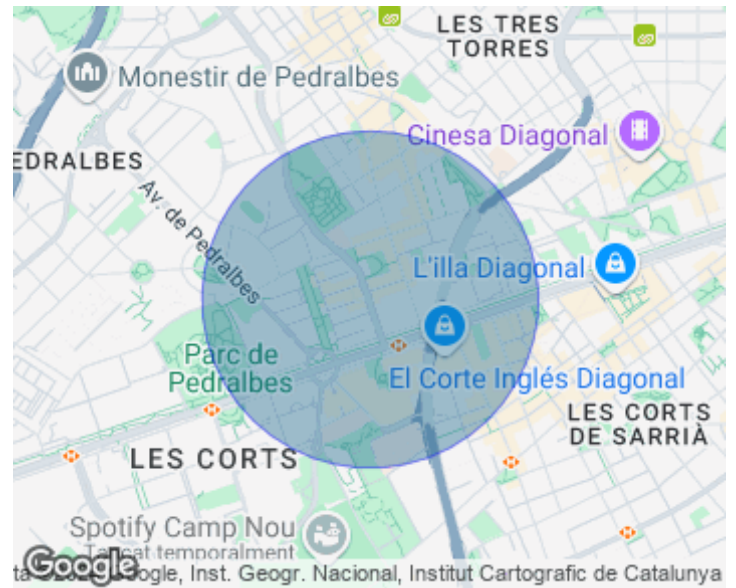 LES TRES
TORRES
Monestir de Pedralbes
Cinesa Diagonal
EDRALBES
Av. de Pedralbes
L'illa Diagonal
Parc de
Pedralbes
El Corte Inglés Diagonal
LES CORTS
DE SARRIÀ
LES CORTS
Spotify Camp Nou
temporalment
Google
Google, Inst. Geogr. Nacional, Institut Cartografic de Catalunya